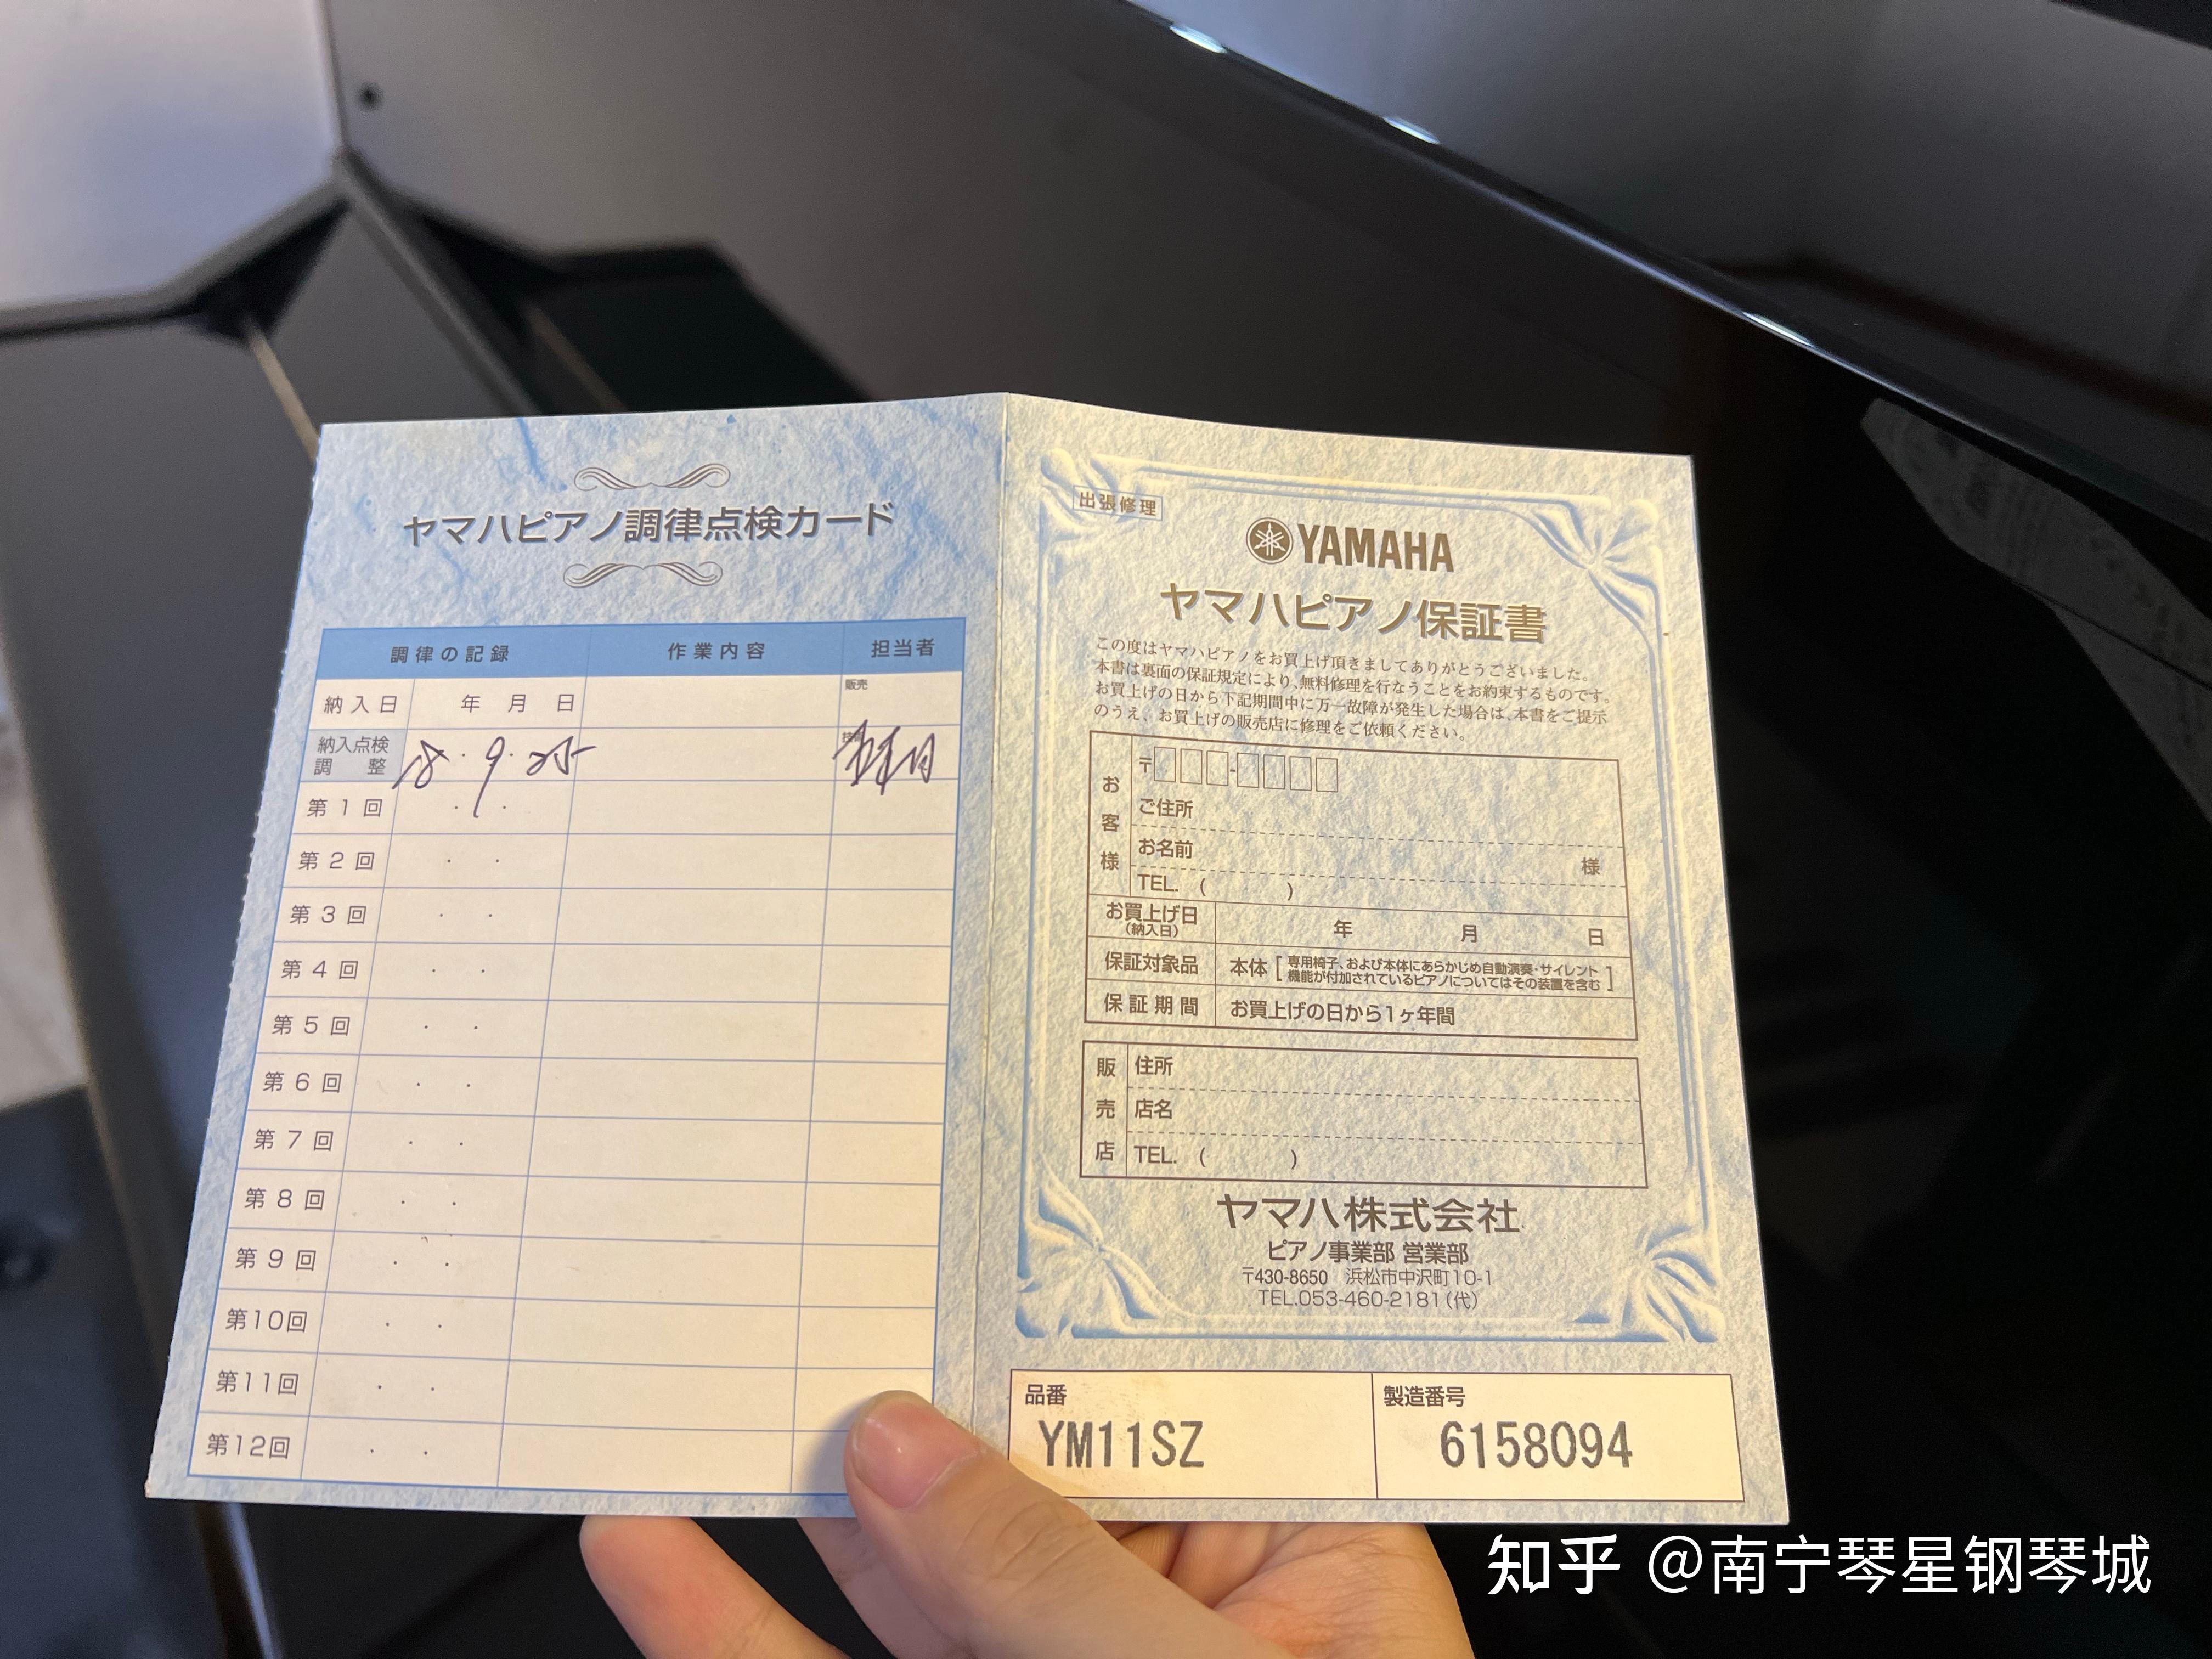 ヤマハピアノ調律点検カード
調律の記録 作業内容 担当者
納入日 年 月 日 販売
納入点検
調 整 18・9・25
第1回 ・ ・
第2回 ・ ・
第3回 ・ ・
第4回 ・ ・
第5回 ・ ・
第6回 ・ ・
第7回 ・ ・
第8回 ・ ・
第9回 ・ ・
第10回 ・ ・
第11回 ・ ・
第12回 ・ ・
出張修理
YAMAHA
ヤマハピアノ保証書
この度はヤマハピアノをお買上げ頂きましてありがとうございました。
本書は裏面の保証規定により、無料修理を行なうことをお約束するものです。
お買上げの日から下記期間中に万一故障が発生した場合は、本書をご提示
のうえ、お買上げの販売店に修理をご依頼ください。
お客様
〒 -
ご住所
お名前 様
TEL. ( )
お買上げ日
(納入日) 年 月 日
保証対象品 本体 [専用椅子、および本体にあらかじめ自動演奏・サイレント
機能が付加されているピアノについてはその装置を含む]
保証期間 お買上げの日から1ヶ年間
販売店
住所
店名
TEL. ( )
ヤマハ株式会社
ピアノ事業部 営業部
〒430-8650 浜松市中沢町10-1
TEL.053-460-2181(代)
品番 製造番号
YM11SZ 6158094
知乎 @南宁琴星钢琴城